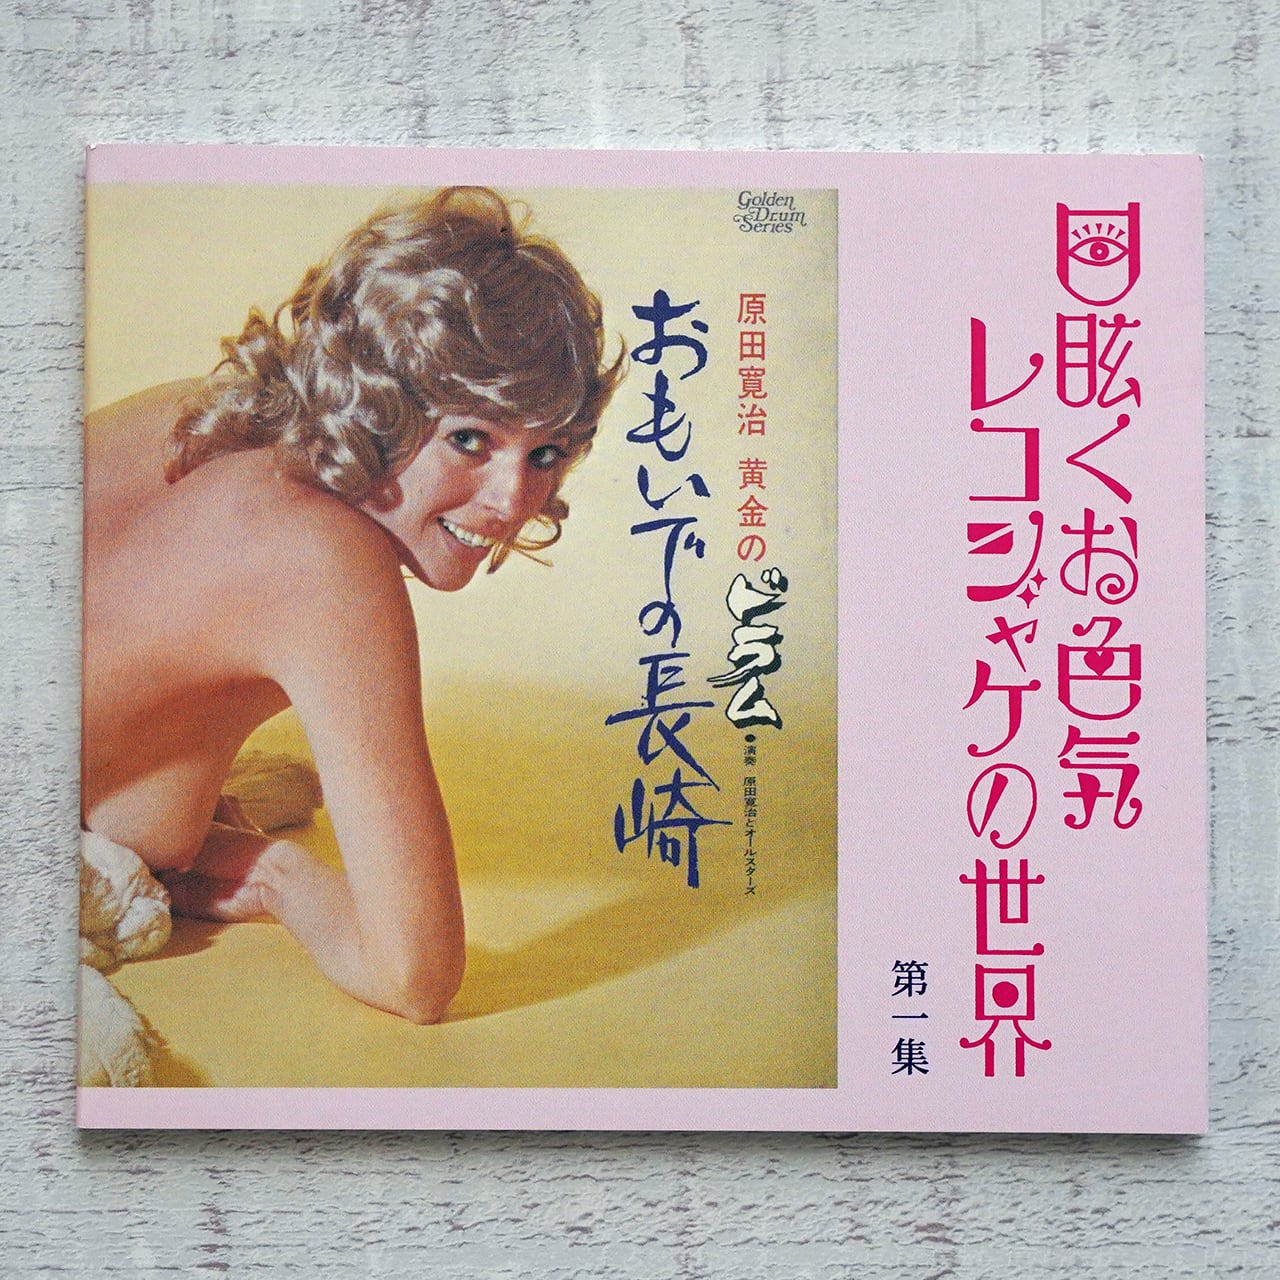 目眩くお色気
レコジャケの世界
第一集
Golden
Drum
Series
原田寛治 黄金の
ドラム
●演奏 原田寛治とオールスターズ
おもいでの長崎